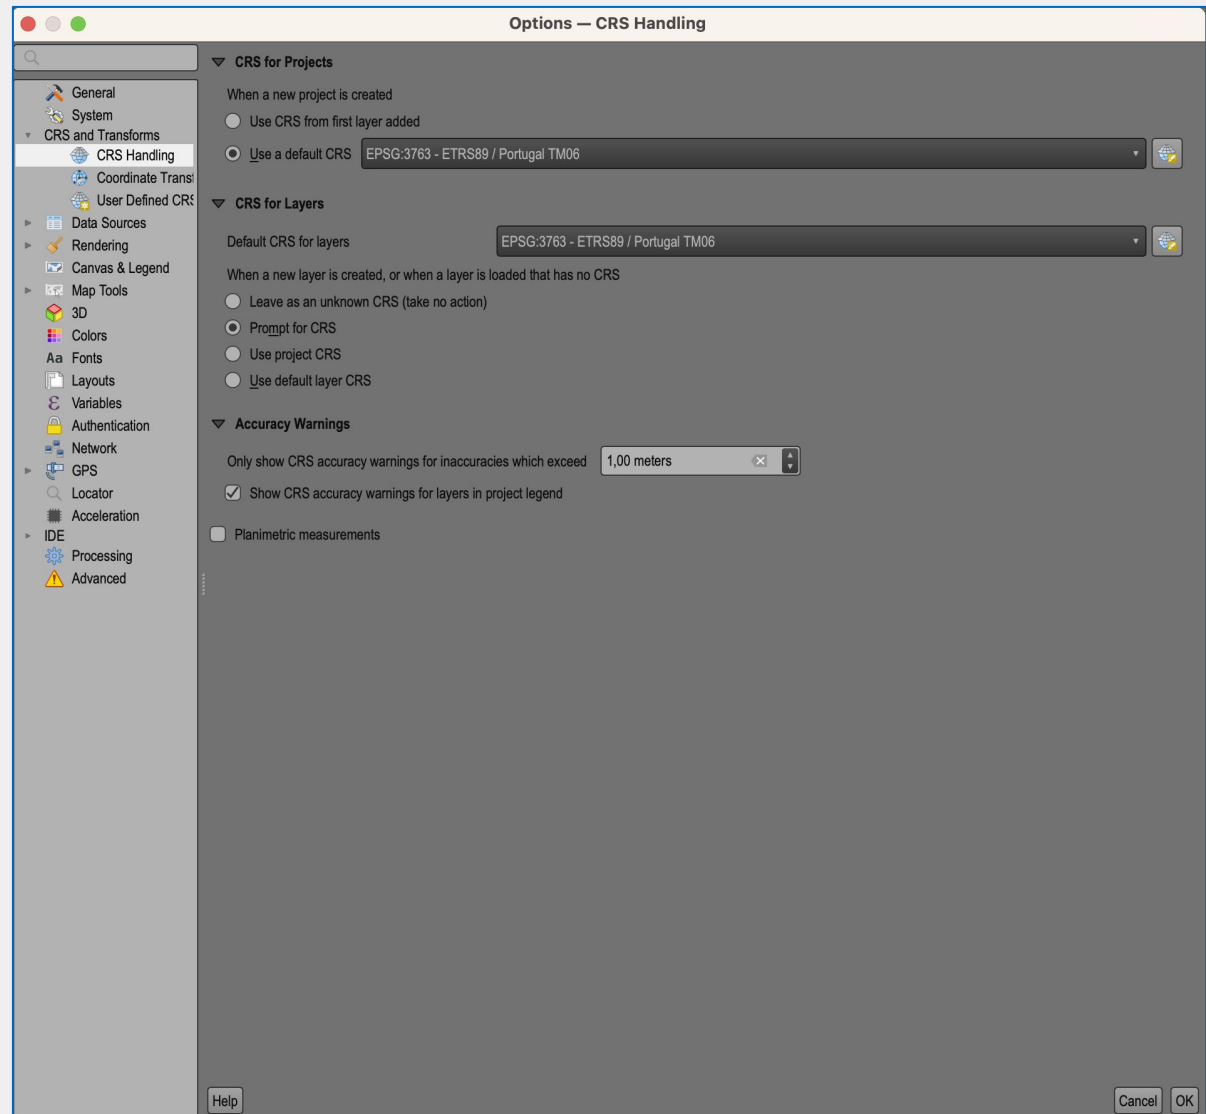 Options — CRS Handling
General
System
CRS and Transforms
CRS Handling
Coordinate Transf
User Defined CRS
Data Sources
Rendering
Canvas & Legend
Map Tools
3D
Colors
Aa Fonts
Layouts
ε Variables
Authentication
Network
GPS
Locator
Acceleration
IDE
Processing
Advanced
CRS for Projects
When a new project is created
Use CRS from first layer added
Use a default CRS EPSG:3763 - ETRS89 / Portugal TM06
CRS for Layers
Default CRS for layers EPSG:3763 - ETRS89 / Portugal TM06
When a new layer is created, or when a layer is loaded that has no CRS
Leave as an unknown CRS (take no action)
Prompt for CRS
Use project CRS
Use default layer CRS
Accuracy Warnings
Only show CRS accuracy warnings for inaccuracies which exceed 1,00 meters
Show CRS accuracy warnings for layers in project legend
Planimetric measurements
Help Cancel OK